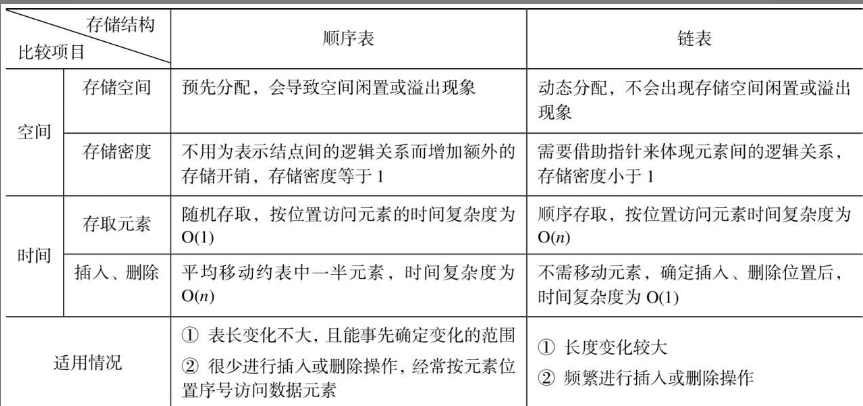 存储结构
比较项目
顺序表
链表
空间
存储空间
预先分配，会导致空间闲置或溢出现象
动态分配，不会出现存储空间闲置或溢出
现象
存储密度
不用为表示结点间的逻辑关系而增加额外的
存储开销，存储密度等于 1
需要借助指针来体现元素间的逻辑关系，
存储密度小于 1
时间
存取元素
随机存取，按位置访问元素的时间复杂度为
O(1)
顺序存取，按位置访问元素时间复杂度为
O(n)
插入、删除
平均移动约表中一半元素，时间复杂度为
O(n)
不需移动元素，确定插入、删除位置后，
时间复杂度为 O(1)
适用情况
① 表长变化不大，且能事先确定变化的范围
② 很少进行插入或删除操作，经常按元素位
置序号访问数据元素
① 长度变化较大
② 频繁进行插入或删除操作